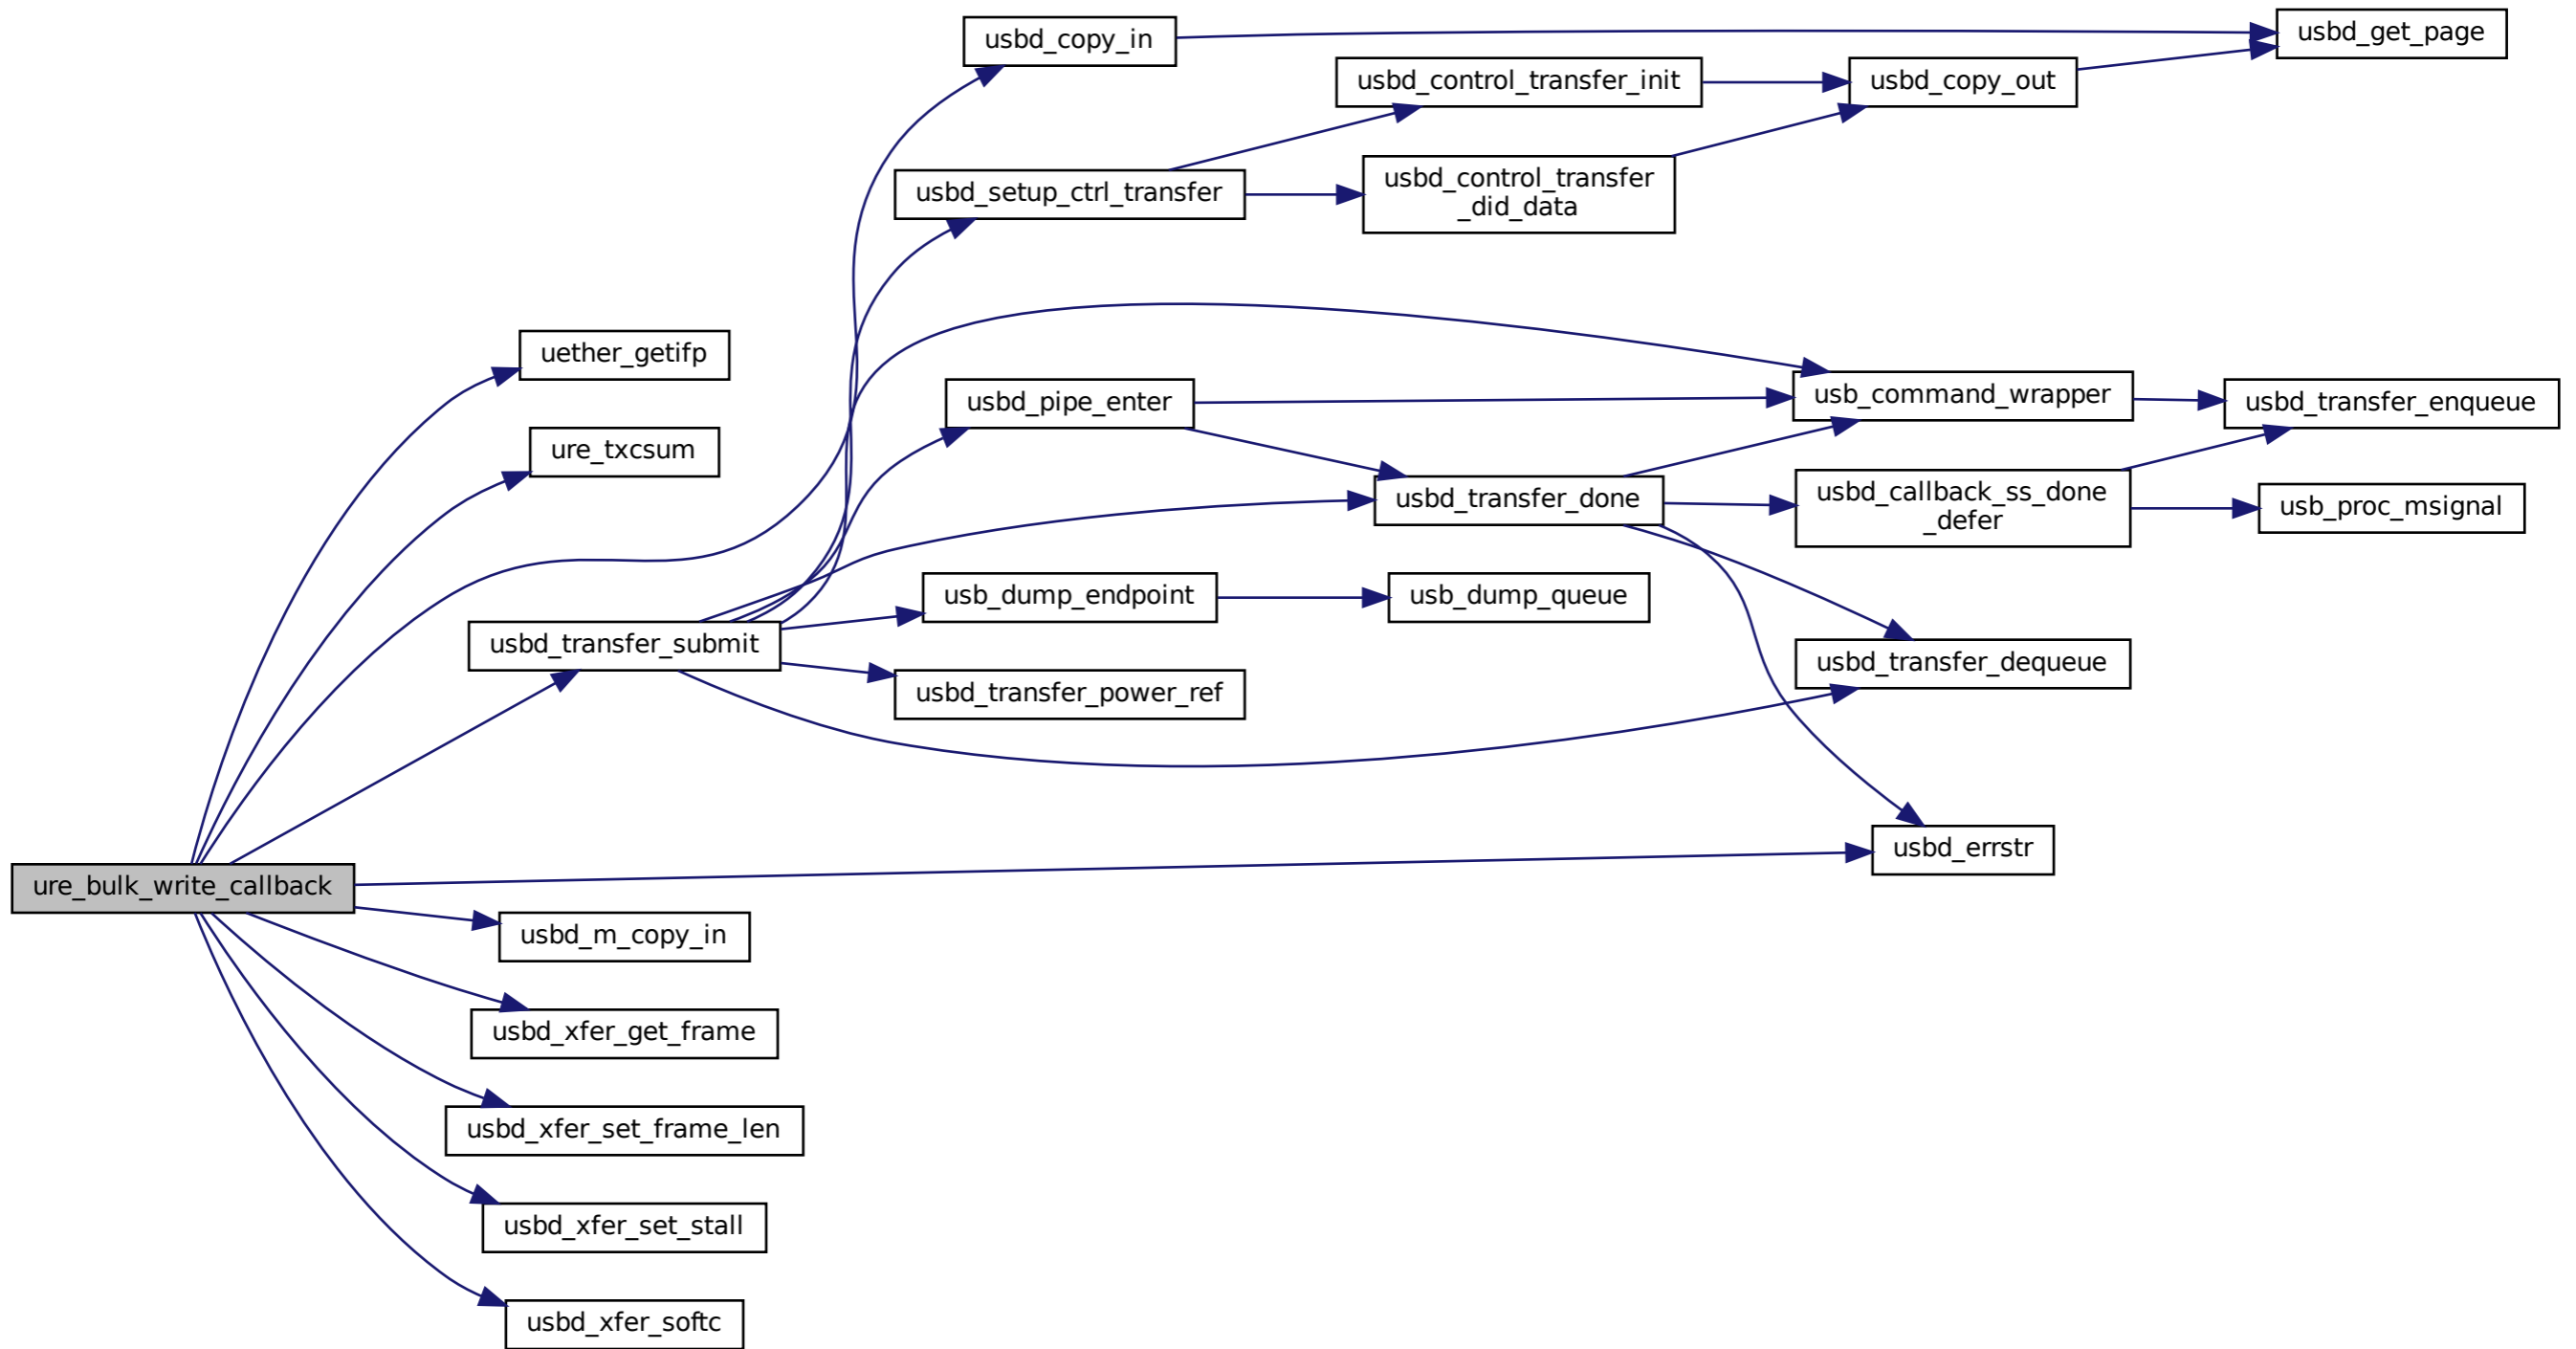 usbd_copy_in
usbd_get_page
usbd_control_transfer_init
usbd_copy_out
usbd_setup_ctrl_transfer
usbd_control_transfer
_did_data
uether_getifp
ure_txcsum
usbd_pipe_enter
usb_command_wrapper
usbd_transfer_enqueue
usbd_transfer_done
usbd_callback_ss_done
_defer
usb_proc_msignal
usb_dump_endpoint
usb_dump_queue
usbd_transfer_submit
usbd_transfer_power_ref
usbd_transfer_dequeue
usbd_errstr
ure_bulk_write_callback
usbd_m_copy_in
usbd_xfer_get_frame
usbd_xfer_set_frame_len
usbd_xfer_set_stall
usbd_xfer_softc